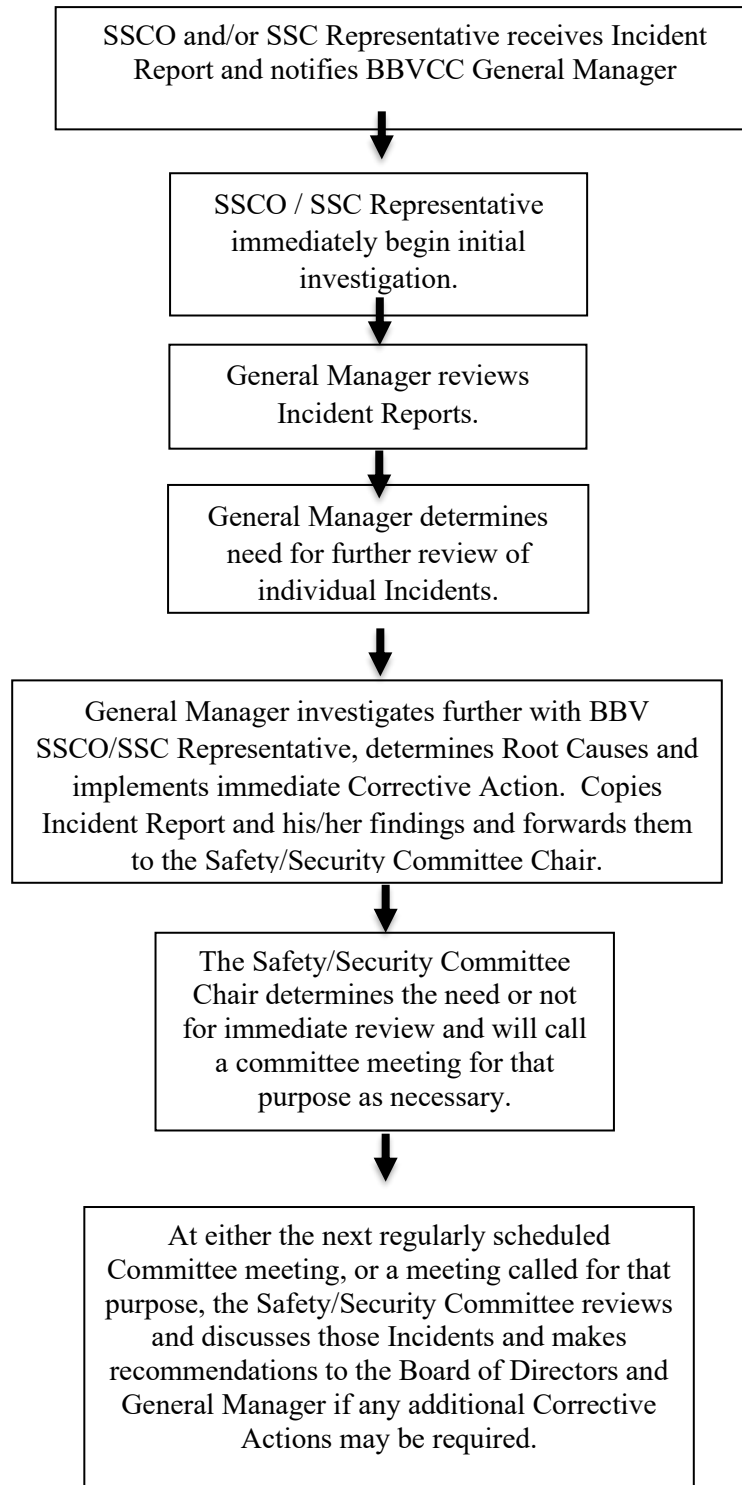 SSCO and/or SSC Representative receives Incident
Report and notifies BBVCC General Manager
SSCO / SSC Representative
immediately begin initial
investigation.
General Manager reviews
Incident Reports.
General Manager determines
need for further review of
individual Incidents.
General Manager investigates further with BBV
SSCO/SSC Representative, determines Root Causes and
implements immediate Corrective Action.  Copies
Incident Report and his/her findings and forwards them
to the Safety/Security Committee Chair.
The Safety/Security Committee
Chair determines the need or not
for immediate review and will call
a committee meeting for that
purpose as necessary.
At either the next regularly scheduled
Committee meeting, or a meeting called for that
purpose, the Safety/Security Committee reviews
and discusses those Incidents and makes
recommendations to the Board of Directors and
General Manager if any additional Corrective
Actions may be required.